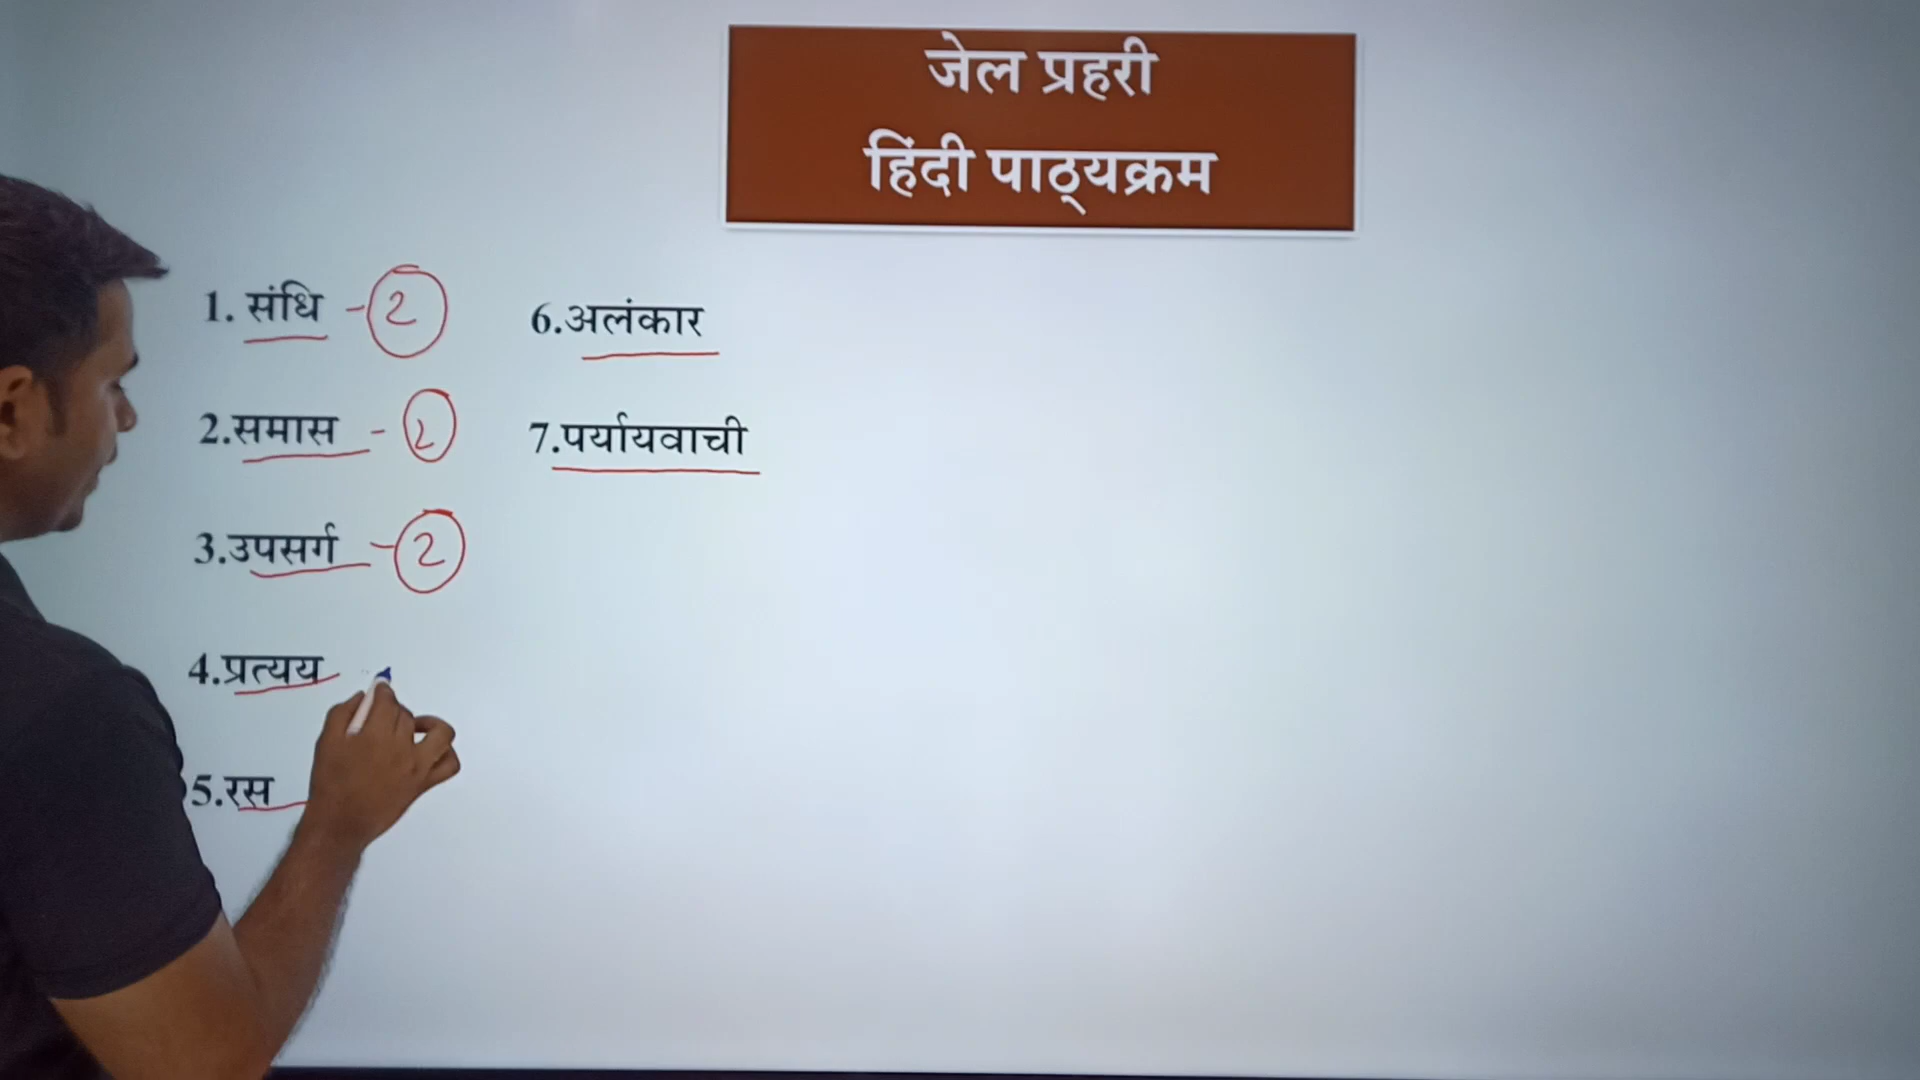 जेल प्रहरी
हिंदी पाठ्यक्रम
1. संधि - 2
2.समास - 2
3.उपसर्ग - 2
4.प्रत्यय
5.रस
6.अलंकार
7.पर्यायवाची